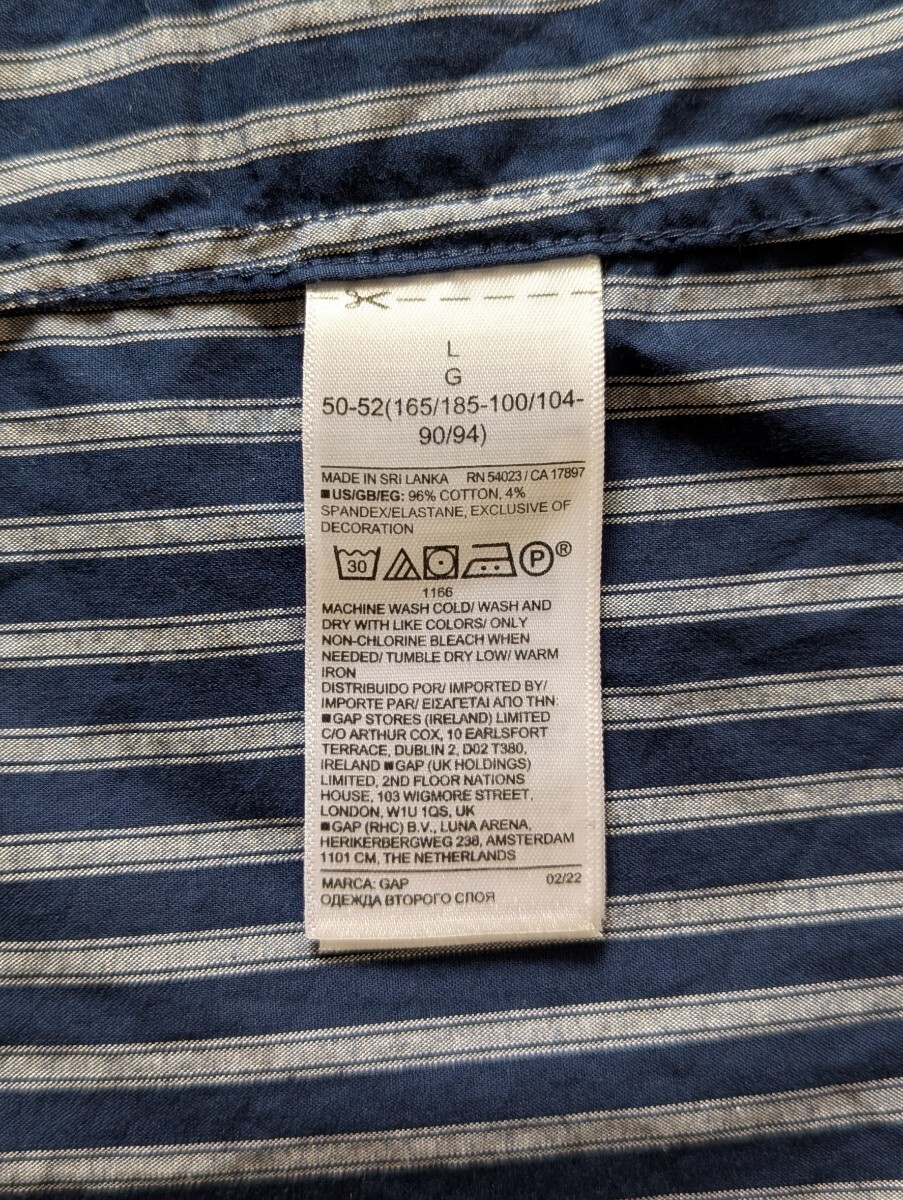 L
G
50-52(165/185-100/104-
90/94)
MADE IN SRI LANKA RN 54023 / CA 17897
■US/GB/EG: 96% COTTON, 4%
SPANDEX/ELASTANE, EXCLUSIVE OF
DECORATION
30 P®
1166
MACHINE WASH COLD/ WASH AND
DRY WITH LIKE COLORS/ ONLY
NON-CHLORINE BLEACH WHEN
NEEDED/ TUMBLE DRY LOW/ WARM
IRON
DISTRIBUIDO POR/ IMPORTED BY/
IMPORTE PAR/ ΕΙΣΑΓΕΤΑΙ ΑΠΟ ΤΗΝ:
■GAP STORES (IRELAND) LIMITED
C/O ARTHUR COX, 10 EARLSFORT
TERRACE, DUBLIN 2, D02 T380,
IRELAND ■GAP (UK HOLDINGS)
LIMITED, 2ND FLOOR NATIONS
HOUSE, 103 WIGMORE STREET,
LONDON, W1U 1QS, UK
■GAP (RHC) B.V., LUNA ARENA,
HERIKERBERGWEG 238, AMSTERDAM
1101 CM, THE NETHERLANDS
MARCA: GAP 02/22
ОДЕЖДА ВТОРОГО СЛОЯ